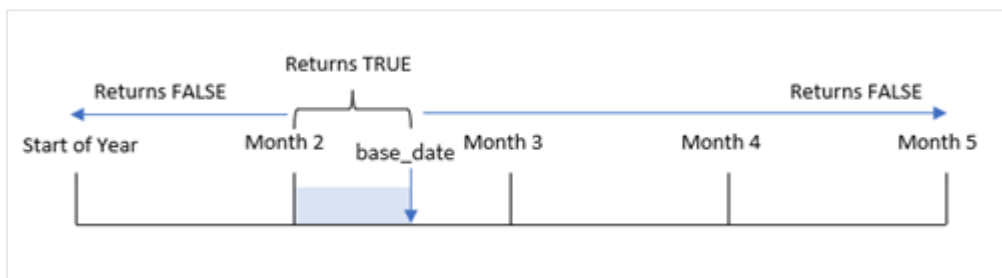 Returns TRUE
Returns FALSE
Returns FALSE
Start of Year
Month 2
base_date
Month 3
Month 4
Month 5